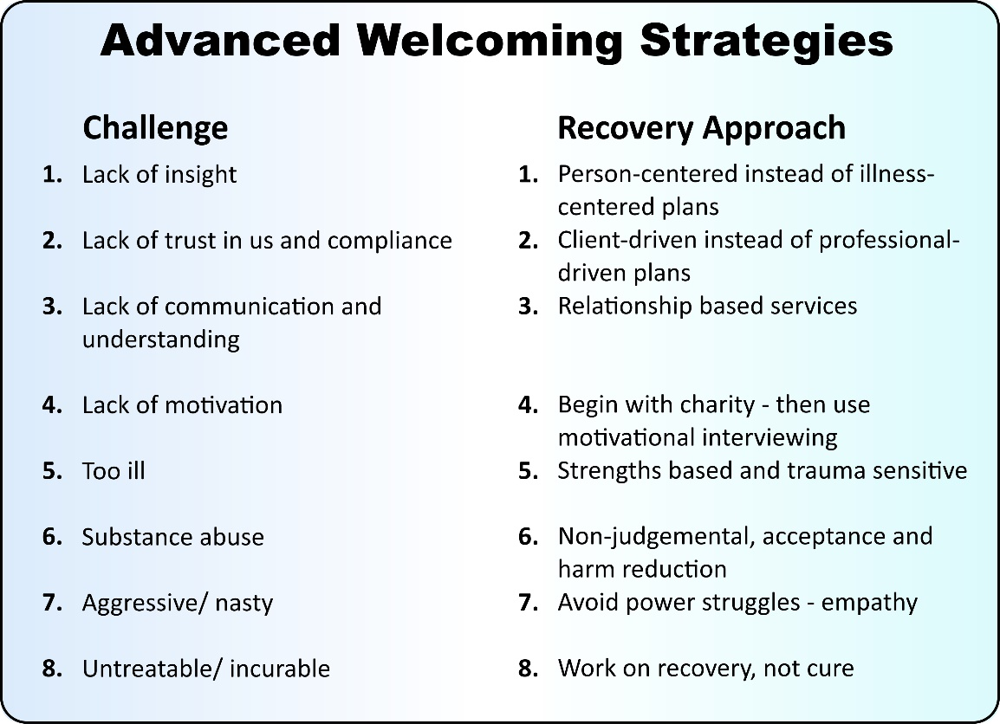 Advanced Welcoming Strategies
Challenge
1. Lack of insight
2. Lack of trust in us and compliance
3. Lack of communication and
understanding
4. Lack of motivation
5. Too ill
6. Substance abuse
7. Aggressive/ nasty
8. Untreatable/ incurable
Recovery Approach
1. Person-centered instead of illness-
centered plans
2. Client-driven instead of professional-
driven plans
3. Relationship based services
4. Begin with charity - then use
motivational interviewing
5. Strengths based and trauma sensitive
6. Non-judgemental, acceptance and
harm reduction
7. Avoid power struggles - empathy
8. Work on recovery, not cure